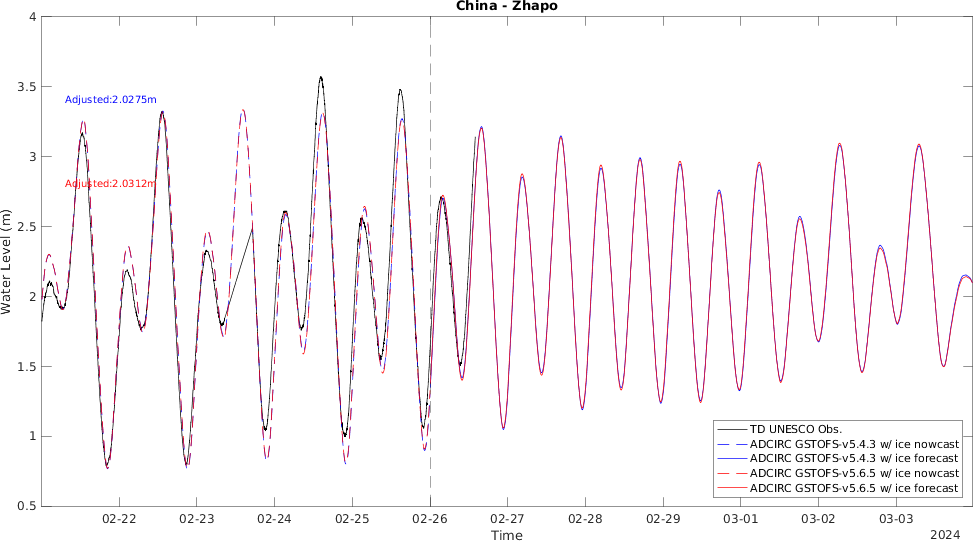 China - Zhapo
4
3.5
3
2.5
2
1.5
1
0.5
Water Level (m)
Adjusted:2.0275m
Adjusted:2.0312m
TD UNESCO Obs.
ADCIRC GSTOFS-v5.4.3 w/ ice nowcast
ADCIRC GSTOFS-v5.4.3 w/ ice forecast
ADCIRC GSTOFS-v5.6.5 w/ ice nowcast
ADCIRC GSTOFS-v5.6.5 w/ ice forecast
02-22 02-23 02-24 02-25 02-26 02-27 02-28 02-29 03-01 03-02 03-03
Time
2024